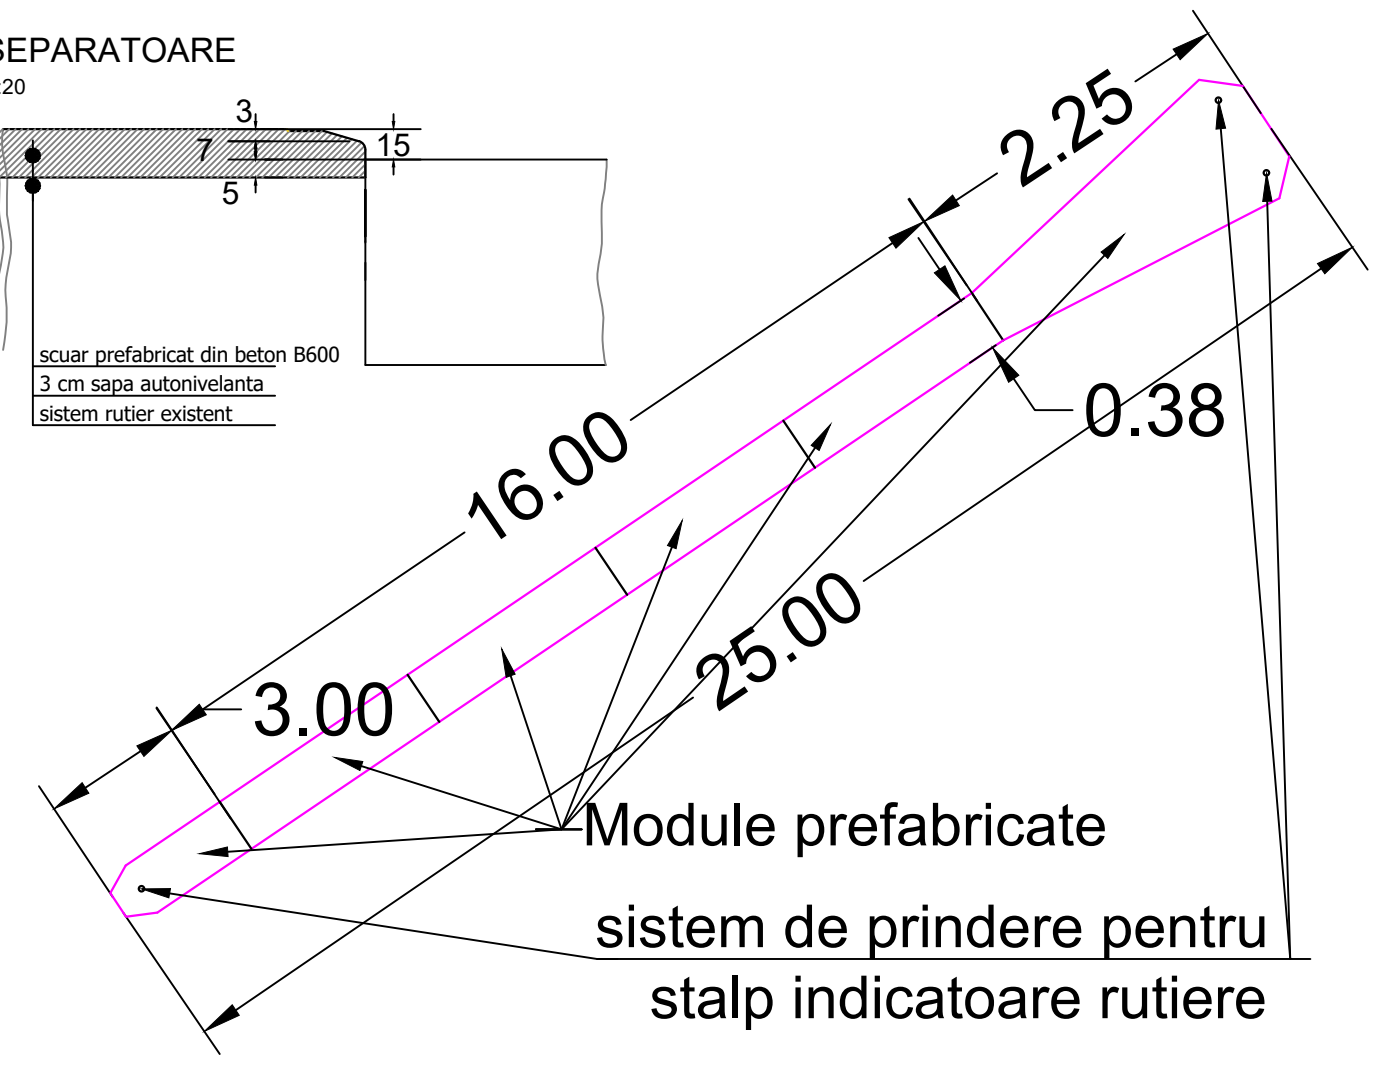 SEPARATOARE
:20
3
7
15
5
scuar prefabricat din beton B600
3 cm sapa autonivelanta
sistem rutier existent
2.25
16.00
0.38
25.00
3.00
Module prefabricate
sistem de prindere pentru
stalp indicatoare rutiere